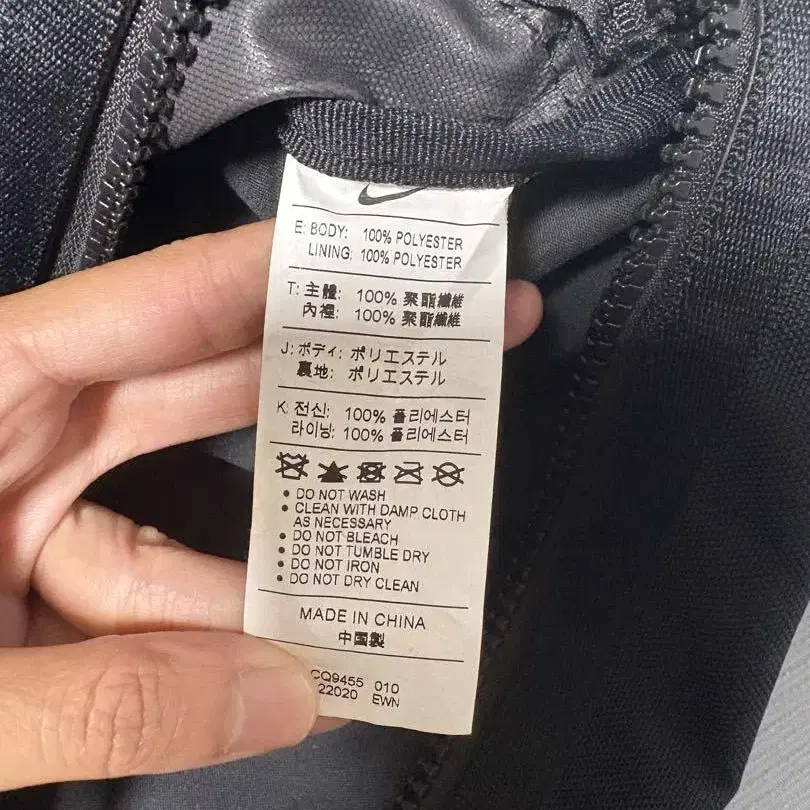 E: BODY: 100% POLYESTER
LINING: 100% POLYESTER
T: 主體: 100% 聚酯纖維
內裡: 100% 聚酯纖維
J: ボディ: ポリエステル
裏地: ポリエステル
K: 전신: 100% 폴리에스터
라이닝: 100% 폴리에스터
• DO NOT WASH
• CLEAN WITH DAMP CLOTH
AS NECESSARY
• DO NOT BLEACH
• DO NOT TUMBLE DRY
• DO NOT IRON
• DO NOT DRY CLEAN
MADE IN CHINA
中国製
CQ9455 010
22020 EWN